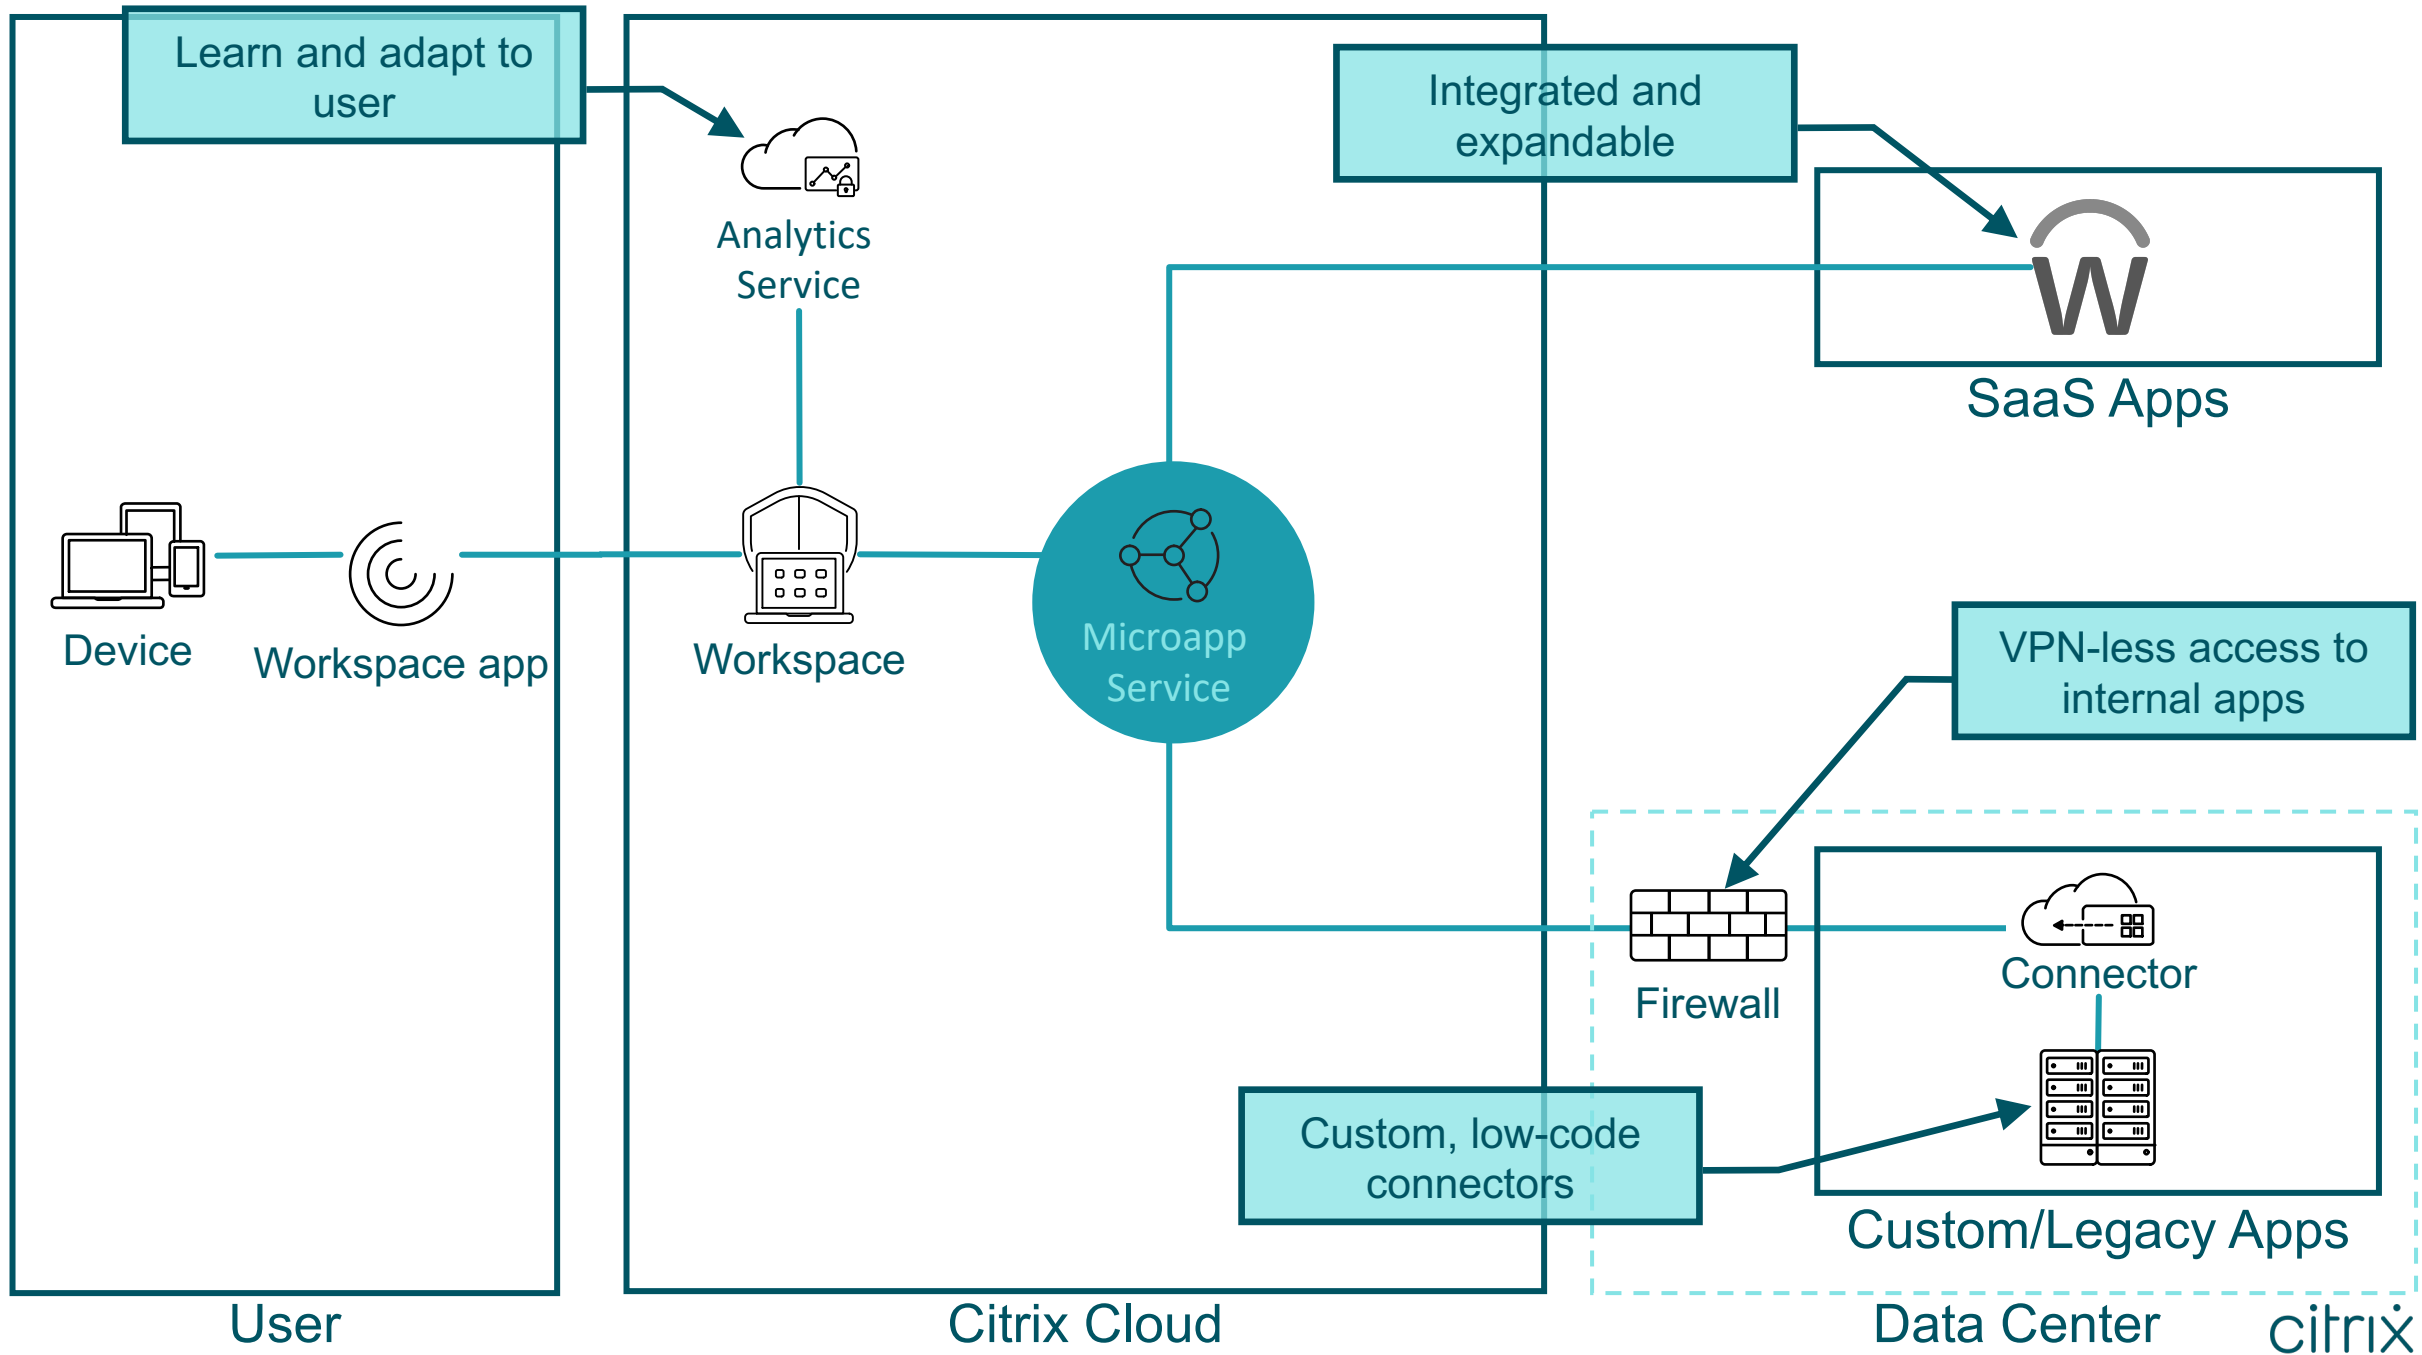 Learn and adapt to
user
Integrated and
expandable
Analytics
Service
W
SaaS Apps
Device
Workspace app
Workspace
Microapp
Service
VPN-less access to
internal apps
Firewall
Connector
Custom, low-code
connectors
Custom/Legacy Apps
User
Citrix Cloud
Data Center
citrix